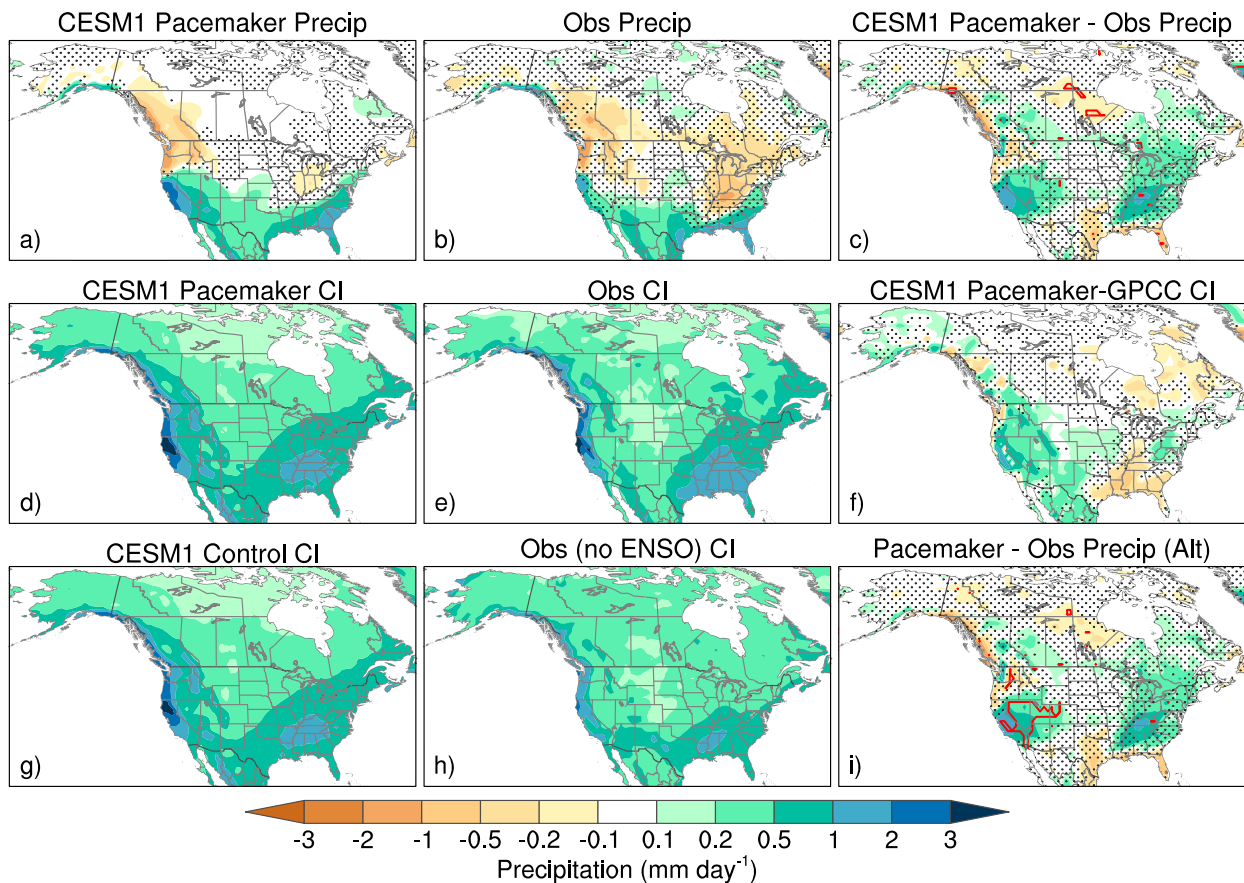 CESM1 Pacemaker Precip
Obs Precip
CESM1 Pacemaker - Obs Precip
a)
b)
c)
CESM1 Pacemaker CI
Obs CI
CESM1 Pacemaker-GPCC CI
d)
e)
f)
CESM1 Control CI
Obs (no ENSO) CI
Pacemaker - Obs Precip (Alt)
g)
h)
i)
-3 -2 -1 -0.5 -0.2 -0.1 0.1 0.2 0.5 1 2 3
Precipitation (mm day⁻¹)